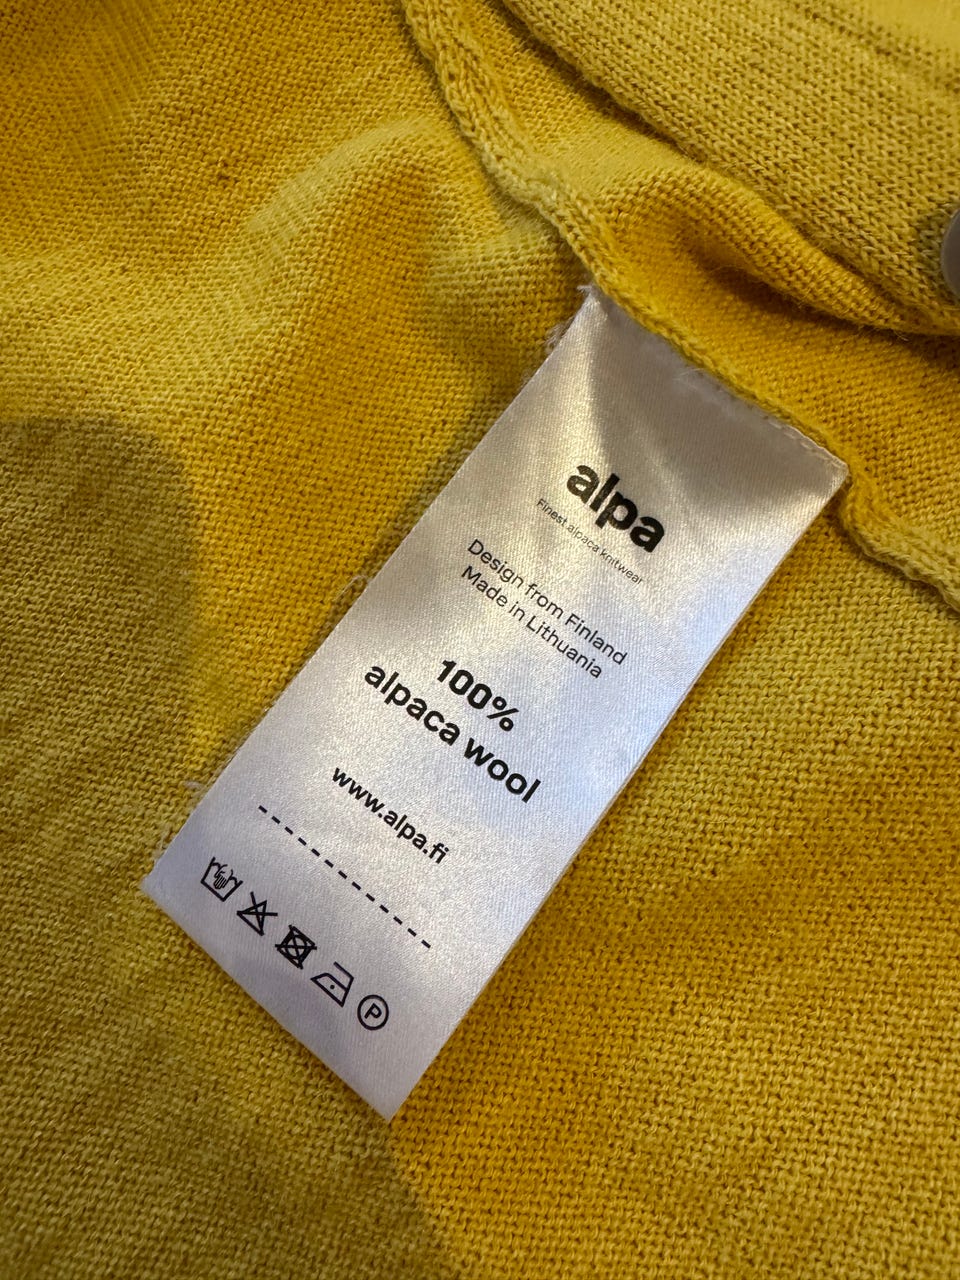 alpa
Finest alpaca knitwear
Design from Finland
Made in Lithuania
100%
alpaca wool
www.alpa.fi
P